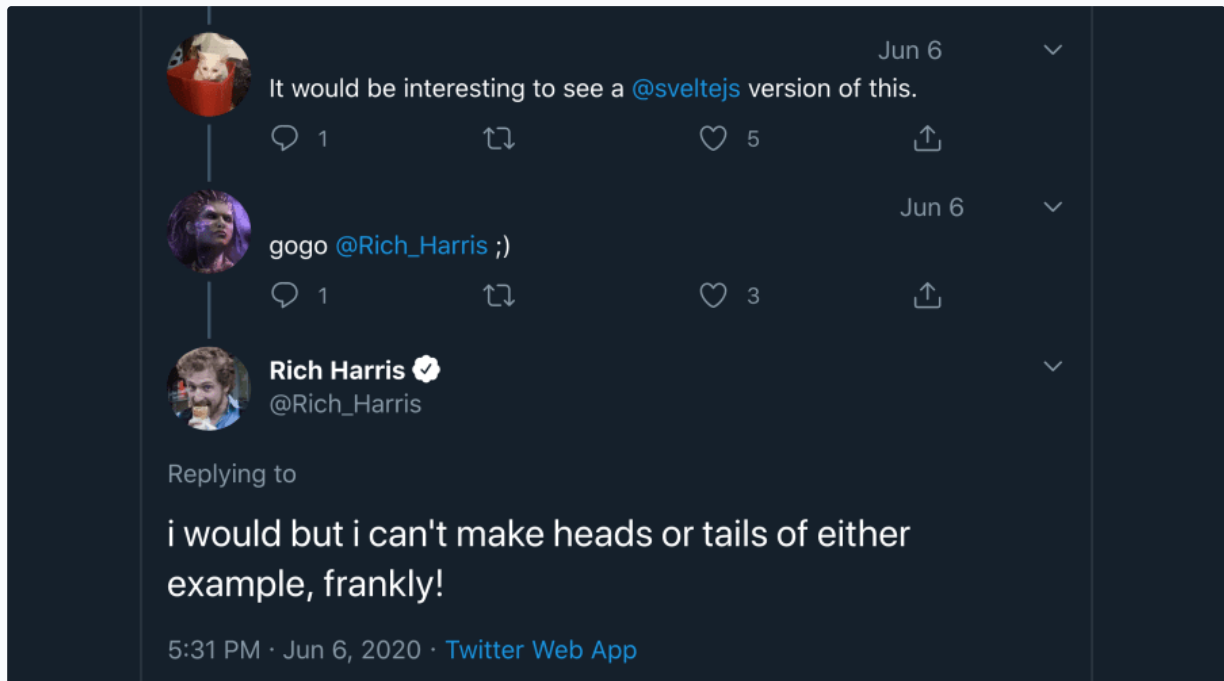 Jun 6
It would be interesting to see a @sveltejs version of this.
1 5
Jun 6
gogo @Rich_Harris ;)
1 3
Rich Harris
@Rich_Harris
Replying to
i would but i can't make heads or tails of either
example, frankly!
5:31 PM · Jun 6, 2020 · Twitter Web App